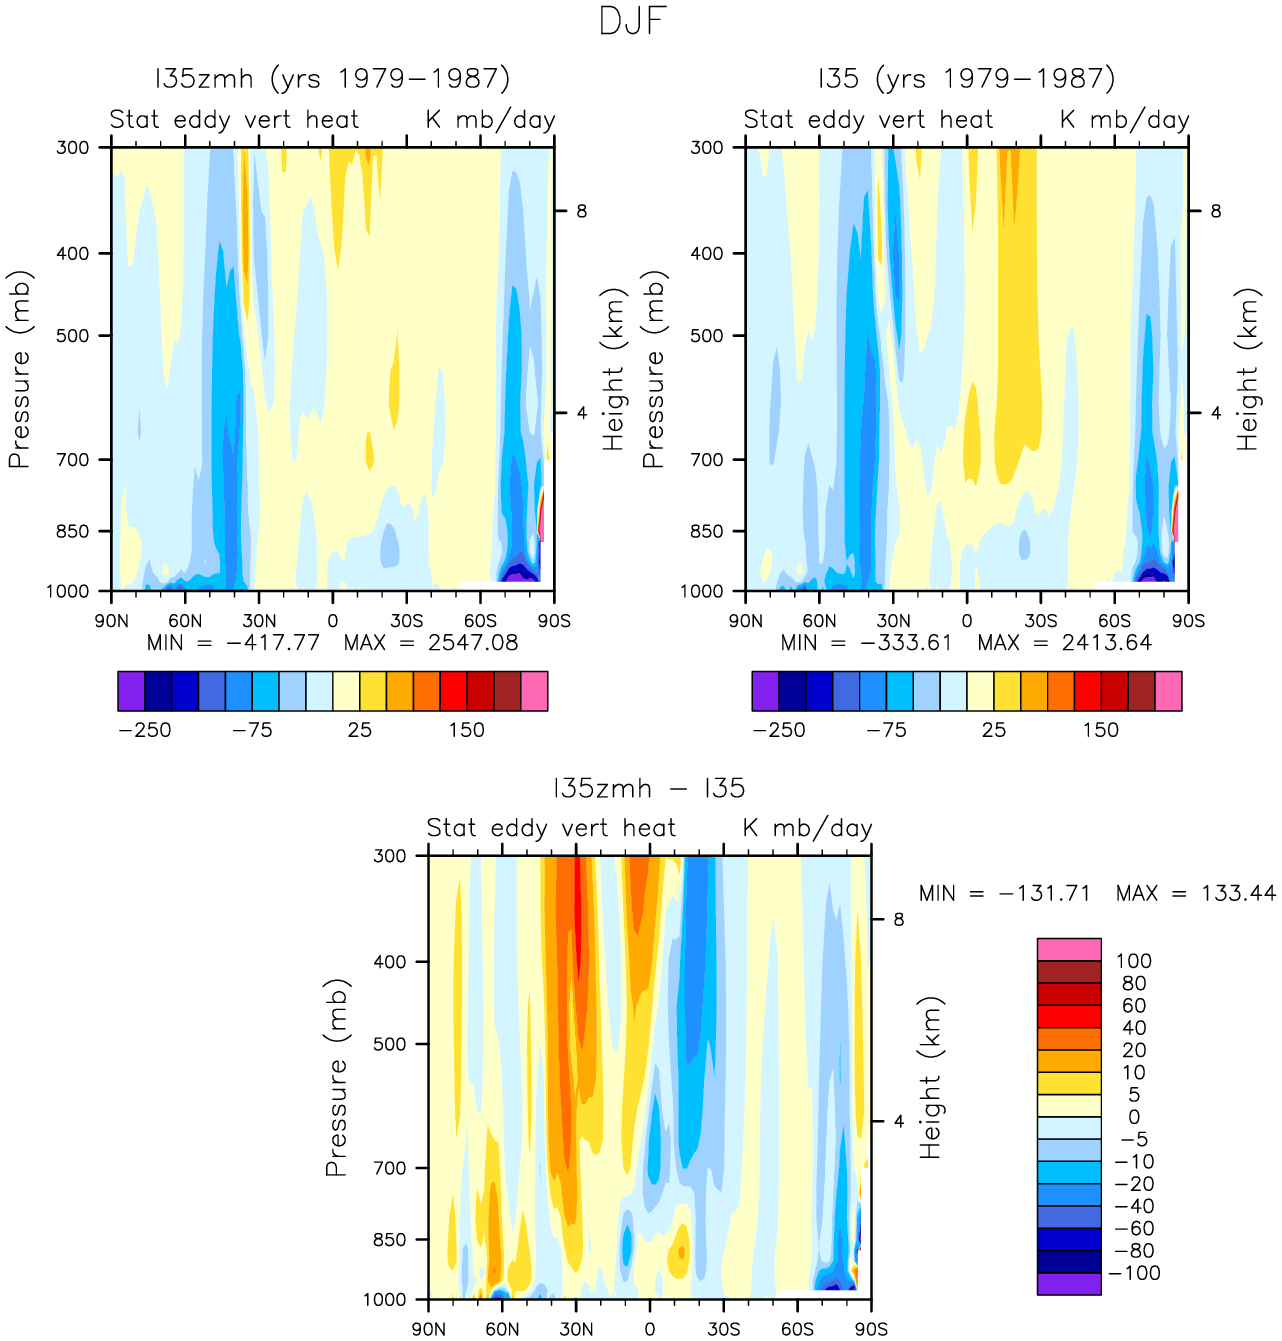 DJF
I35zmh (yrs 1979−1987)
Stat eddy vert heat K mb/day
300
400
500
700
850
1000
Pressure (mb)
8
4
Height (km)
90N 60N 30N 0 30S 60S 90S
MIN = −417.77 MAX = 2547.08
−250 −75 25 150
I35 (yrs 1979−1987)
Stat eddy vert heat K mb/day
300
400
500
700
850
1000
Pressure (mb)
8
4
Height (km)
90N 60N 30N 0 30S 60S 90S
MIN = −333.61 MAX = 2413.64
−250 −75 25 150
I35zmh − I35
Stat eddy vert heat K mb/day
300
400
500
700
850
1000
Pressure (mb)
8
4
Height (km)
90N 60N 30N 0 30S 60S 90S
MIN = −131.71 MAX = 133.44
100
80
60
40
20
10
5
0
−5
−10
−20
−40
−60
−80
−100